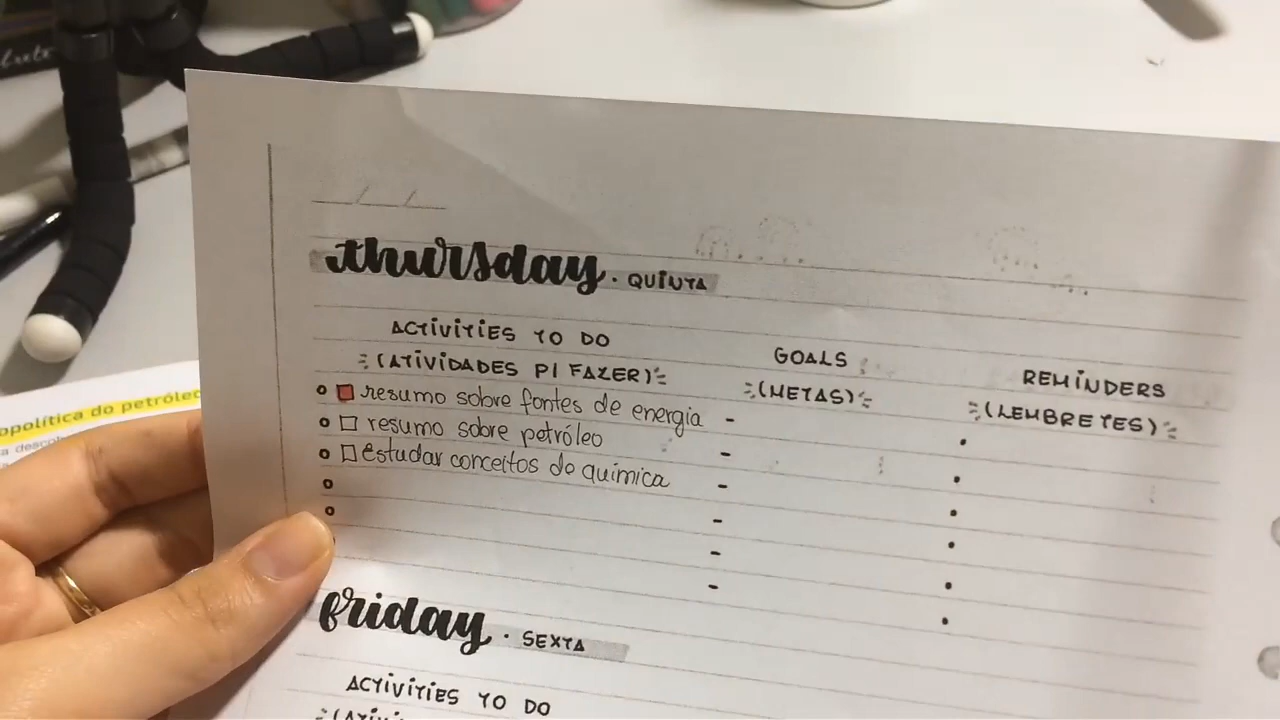 thursday · QUINTA
ACTIVITIES TO DO
(ATIVIDADES P/ FAZER)
resumo sobre fontes de energia
resumo sobre petróleo
estudar conceitos de química
GOALS
(METAS)
REMINDERS
(LEMBRETES)
friday · SEXTA
ACTIVITIES TO DO
opolítica do petróleo